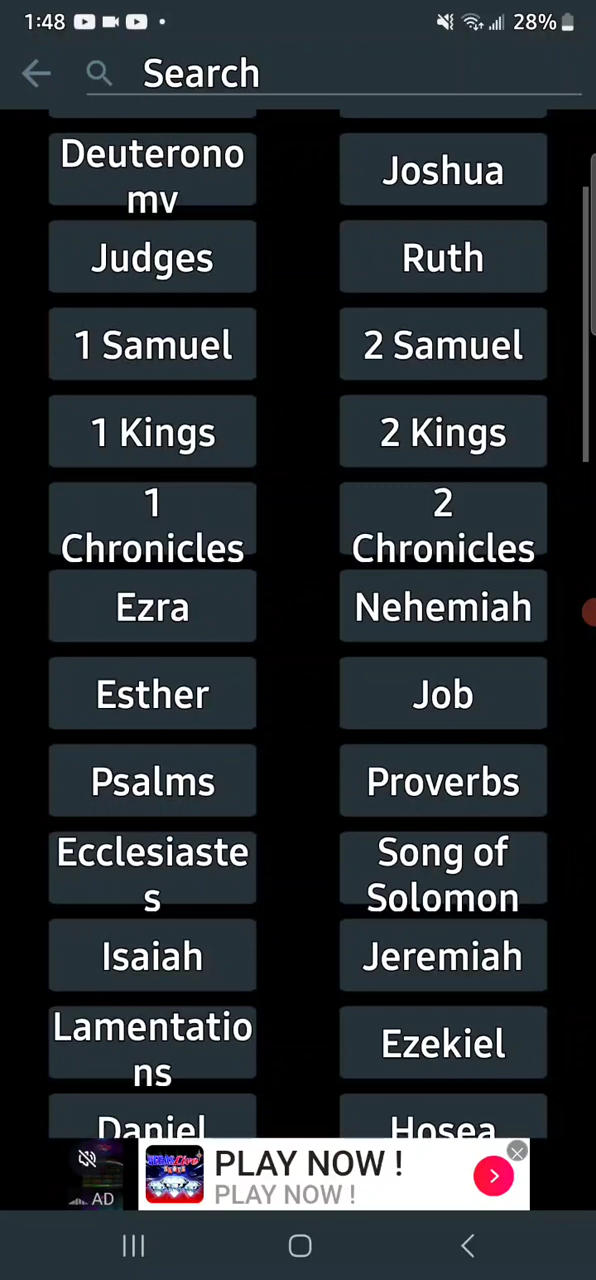 1:48
28%
Search
Deuterono
my
Joshua
Judges
Ruth
1 Samuel
2 Samuel
1 Kings
2 Kings
1
Chronicles
2
Chronicles
Ezra
Nehemiah
Esther
Job
Psalms
Proverbs
Ecclesiaste
s
Song of
Solomon
Isaiah
Jeremiah
Lamentatio
ns
Ezekiel
Daniel
Hosea
AD
PLAY NOW !
PLAY NOW !